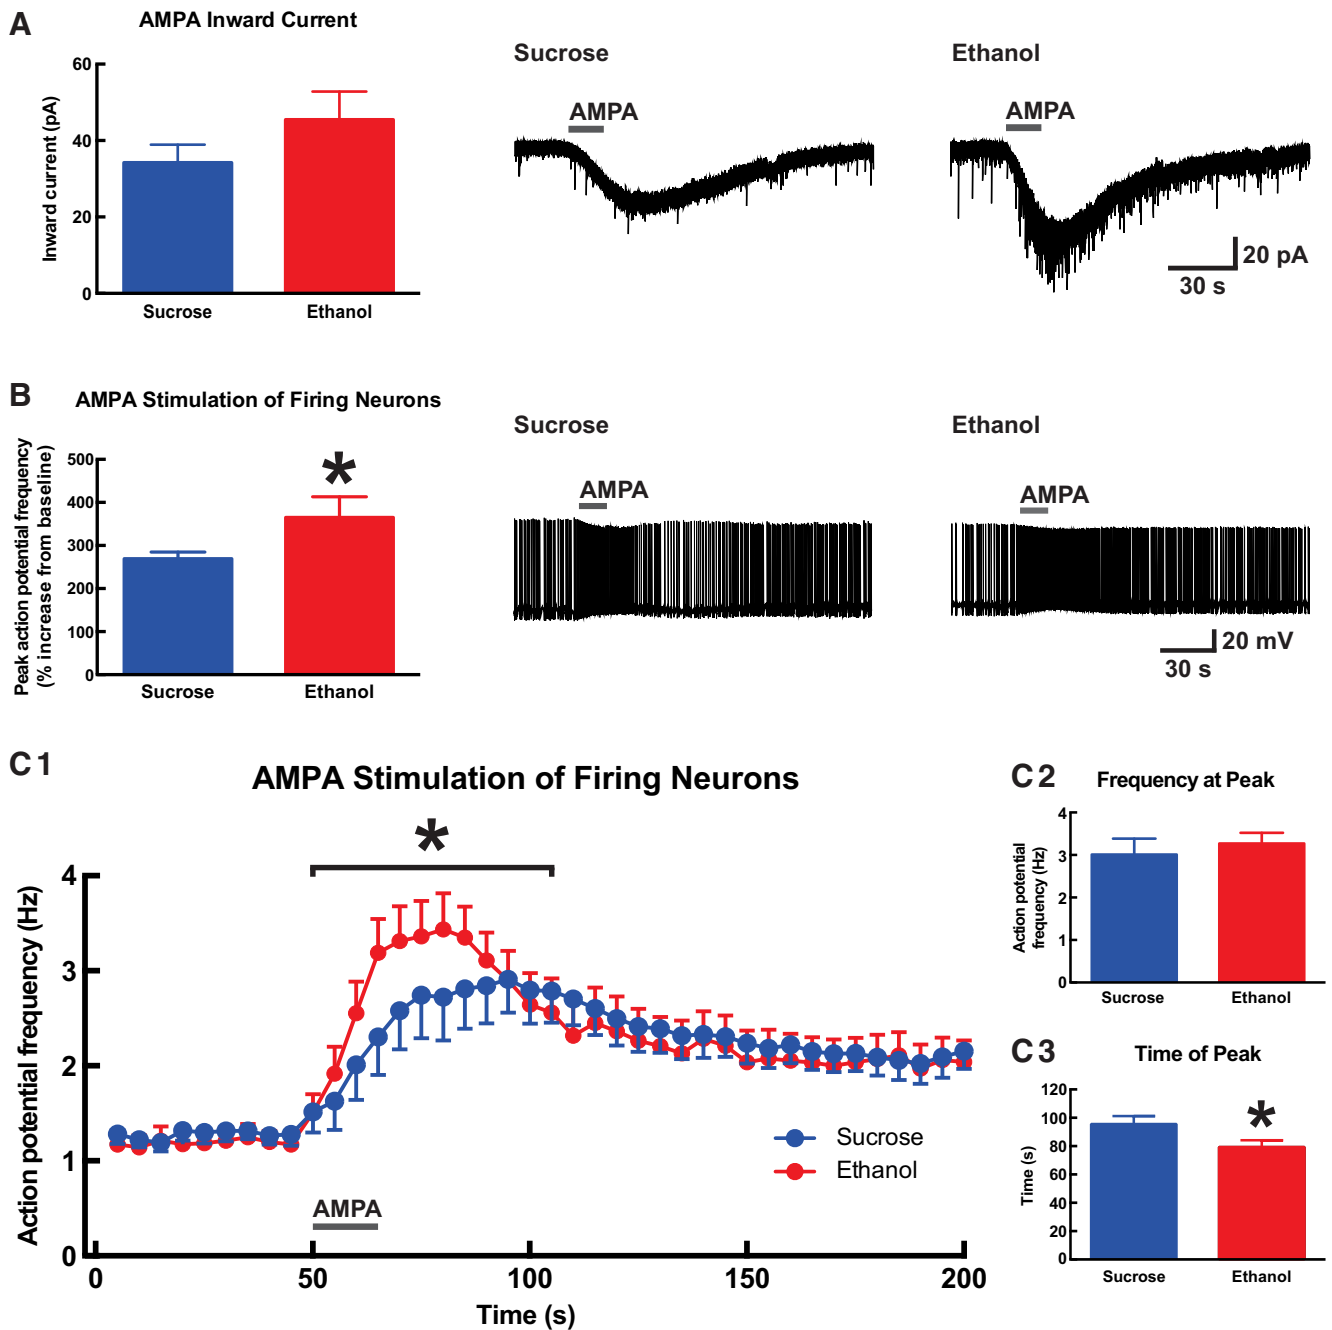 A
AMPA Inward Current
Inward current (pA)
60
40
20
0
Sucrose
Ethanol
Sucrose
AMPA
Ethanol
AMPA
20 pA
30 s
B
AMPA Stimulation of Firing Neurons
Peak action potential frequency
(% increase from baseline)
500
400
300
200
100
0
*
Sucrose
Ethanol
Sucrose
AMPA
Ethanol
AMPA
20 mV
30 s
C1
AMPA Stimulation of Firing Neurons
*
Action potential frequency (Hz)
4
3
2
1
0
Sucrose
Ethanol
AMPA
0
50
100
150
200
Time (s)
C2
Frequency at Peak
Action potential
frequency (Hz)
4
3
2
1
0
Sucrose
Ethanol
C3
Time of Peak
Time (s)
120
100
80
60
40
20
0
*
Sucrose
Ethanol